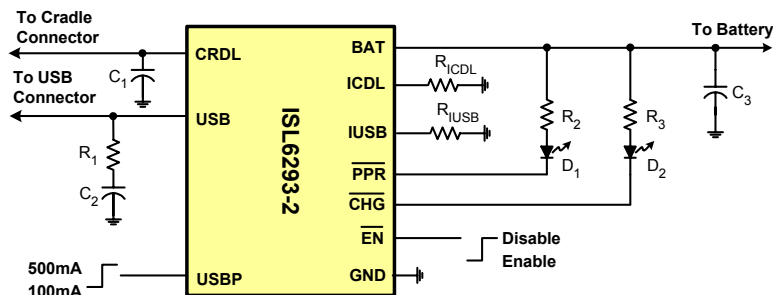 To Cradle
Connector
To USB
Connector
C1
R1
C2
500mA
100mA
CRDL
USB
USBP
ISL6293-2
BAT
ICDL
IUSB
PPR
CHG
EN
GND
RICDL
RIUSB
R2
D1
R3
D2
To Battery
C3
Disable
Enable